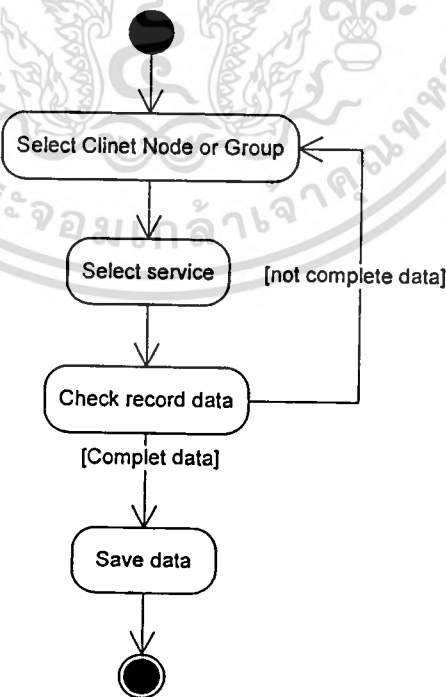 Select Clinet Node or Group
Select service
[not complete data]
Check record data
[Complet data]
Save data